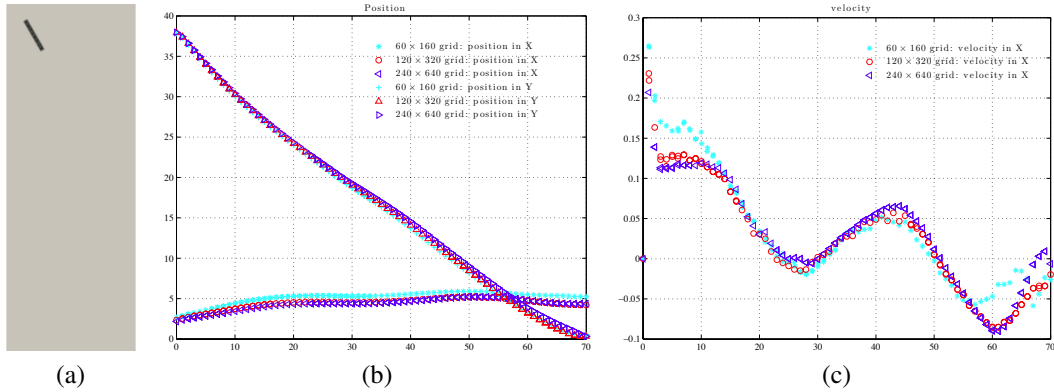 Position
40
35
30
25
20
15
10
5
0
0 10 20 30 40 50 60 70
60 × 160 grid: position in X
120 × 320 grid: position in X
240 × 640 grid: position in X
60 × 160 grid: position in Y
120 × 320 grid: position in Y
240 × 640 grid: position in Y
velocity
0.3
0.25
0.2
0.15
0.1
0.05
0
−0.05
−0.1
0 10 20 30 40 50 60 70
60 × 160 grid: velocity in X
120 × 320 grid: velocity in X
240 × 640 grid: velocity in X
(a) (b) (c)